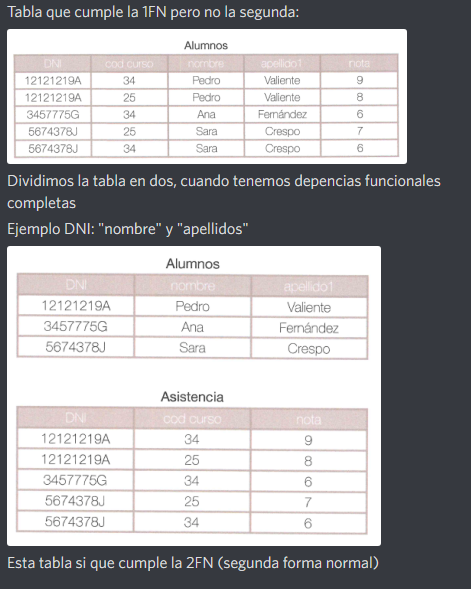 Tabla que cumple la 1FN pero no la segunda:
Alumnos
DNI cod curso nombre apellido1 nota
12121219A 34 Pedro Valiente 9
12121219A 25 Pedro Valiente 8
3457775G 34 Ana Fernández 6
5674378J 25 Sara Crespo 7
5674378J 34 Sara Crespo 6
Dividimos la tabla en dos, cuando tenemos depencias funcionales
completas
Ejemplo DNI: "nombre" y "apellidos"
Alumnos
DNI nombre apellido1
12121219A Pedro Valiente
3457775G Ana Fernández
5674378J Sara Crespo
Asistencia
DNI cod curso nota
12121219A 34 9
12121219A 25 8
3457775G 34 6
5674378J 25 7
5674378J 34 6
Esta tabla si que cumple la 2FN (segunda forma normal)